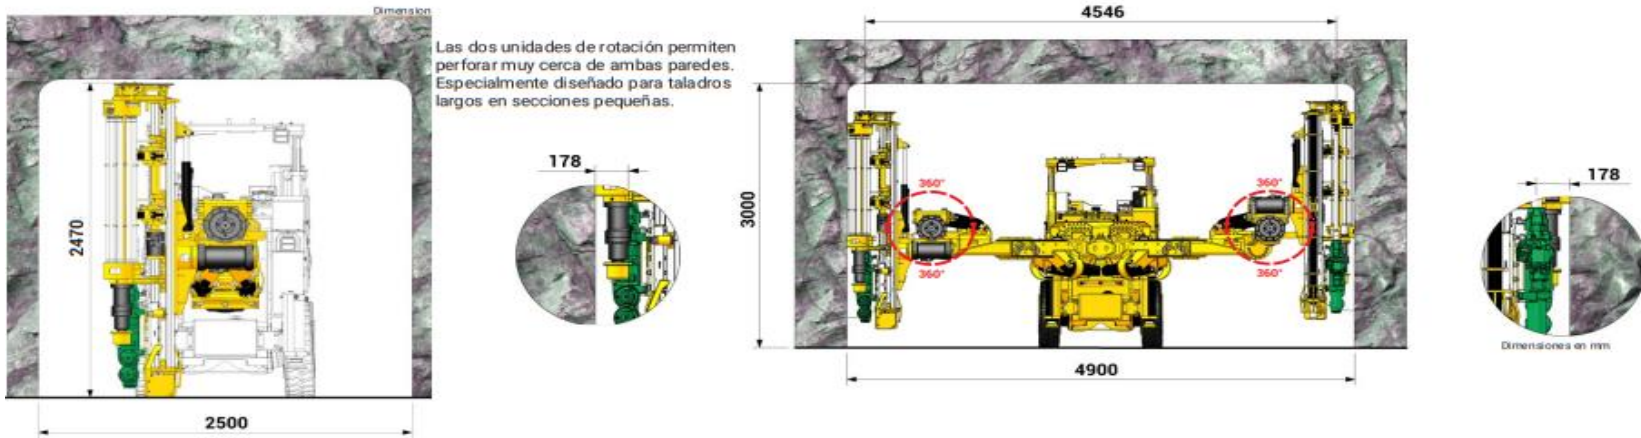 Dimension
Las dos unidades de rotación permiten
perforar muy cerca de ambas paredes.
Especialmente diseñado para taladros
largos en secciones pequeñas.
2470
2500
178
4546
3000
360°
360°
360°
360°
4900
178
Dimensiones en mm